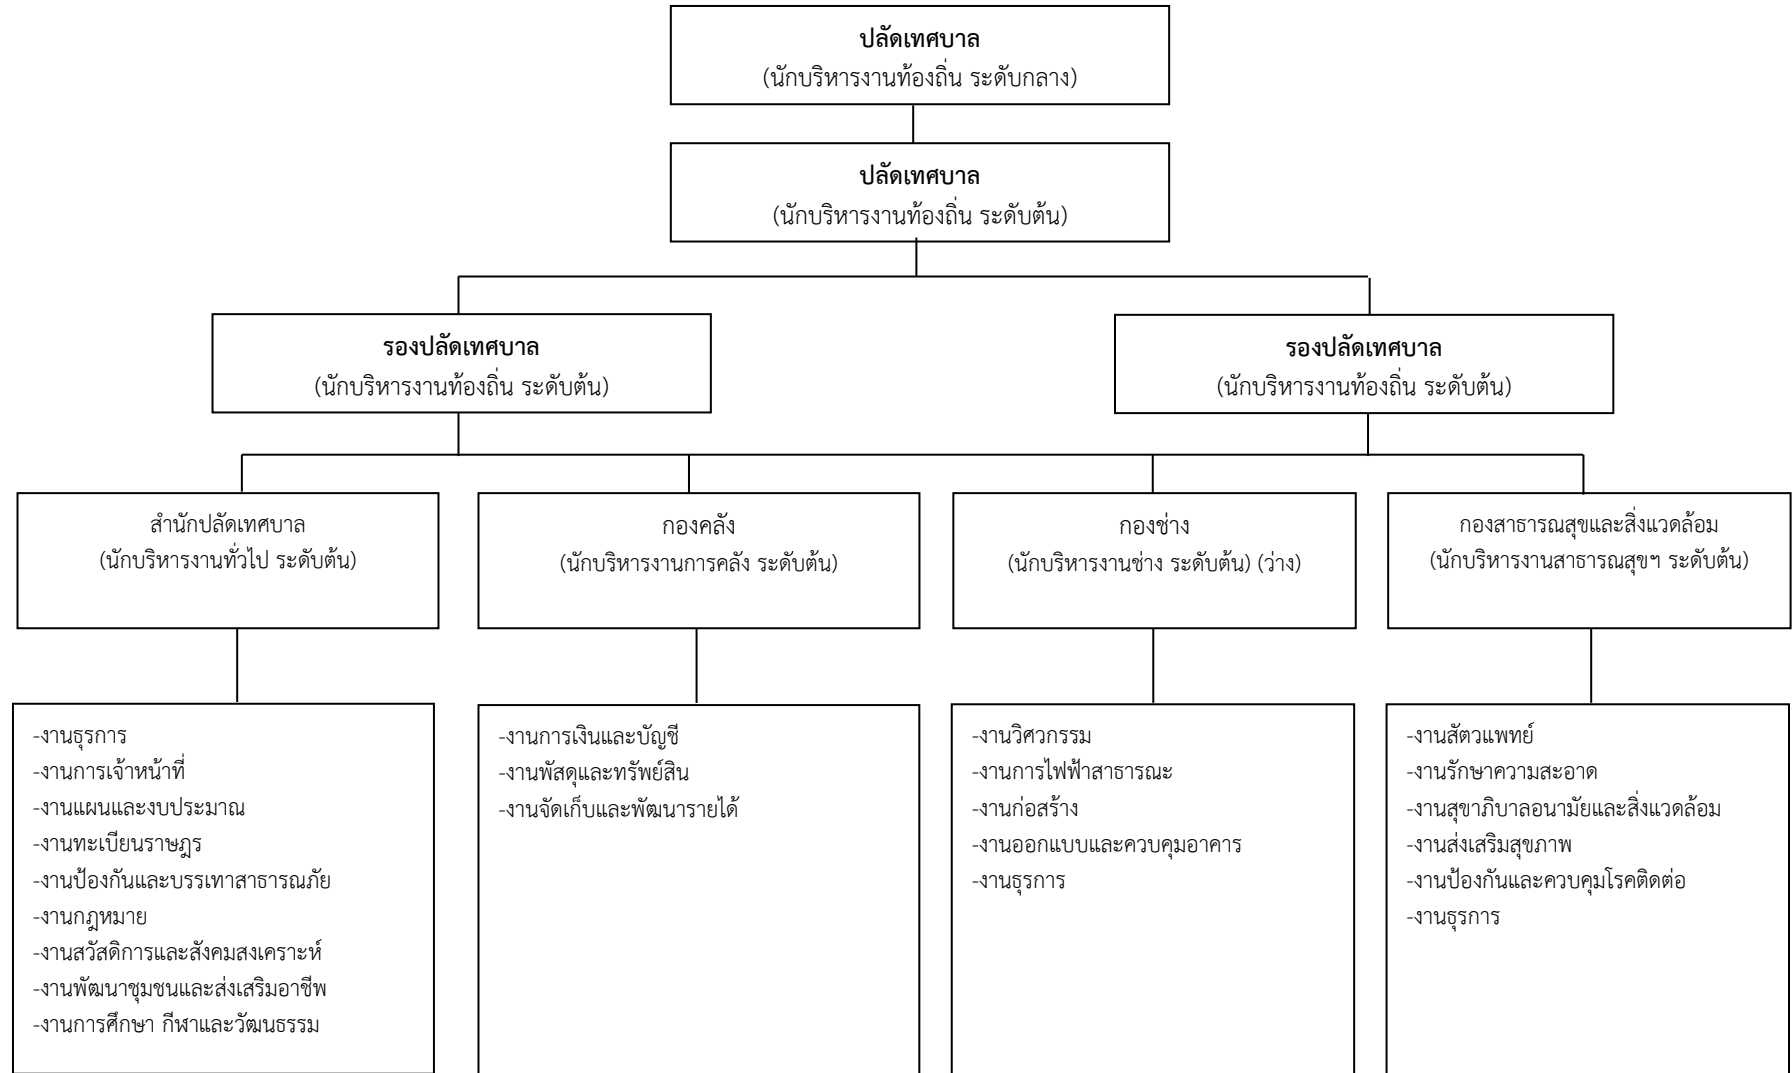 ปลัดเทศบาล
(นักบริหารงานท้องถิ่น ระดับกลาง)
ปลัดเทศบาล
(นักบริหารงานท้องถิ่น ระดับต้น)
รองปลัดเทศบาล
(นักบริหารงานท้องถิ่น ระดับต้น)
รองปลัดเทศบาล
(นักบริหารงานท้องถิ่น ระดับต้น)
สำนักปลัดเทศบาล
(นักบริหารงานทั่วไป ระดับต้น)
กองคลัง
(นักบริหารงานการคลัง ระดับต้น)
กองช่าง
(นักบริหารงานช่าง ระดับต้น) (ว่าง)
กองสาธารณสุขและสิ่งแวดล้อม
(นักบริหารงานสาธารณสุขฯ ระดับต้น)
-งานธุรการ
-งานการเจ้าหน้าที่
-งานแผนและงบประมาณ
-งานทะเบียนราษฎร
-งานป้องกันและบรรเทาสาธารณภัย
-งานกฎหมาย
-งานสวัสดิการและสังคมสงเคราะห์
-งานพัฒนาชุมชนและส่งเสริมอาชีพ
-งานการศึกษา กีฬาและวัฒนธรรม
-งานการเงินและบัญชี
-งานพัสดุและทรัพย์สิน
-งานจัดเก็บและพัฒนารายได้
-งานวิศวกรรม
-งานการไฟฟ้าสาธารณะ
-งานก่อสร้าง
-งานออกแบบและควบคุมอาคาร
-งานธุรการ
-งานสัตวแพทย์
-งานรักษาความสะอาด
-งานสุขาภิบาลอนามัยและสิ่งแวดล้อม
-งานส่งเสริมสุขภาพ
-งานป้องกันและควบคุมโรคติดต่อ
-งานธุรการ